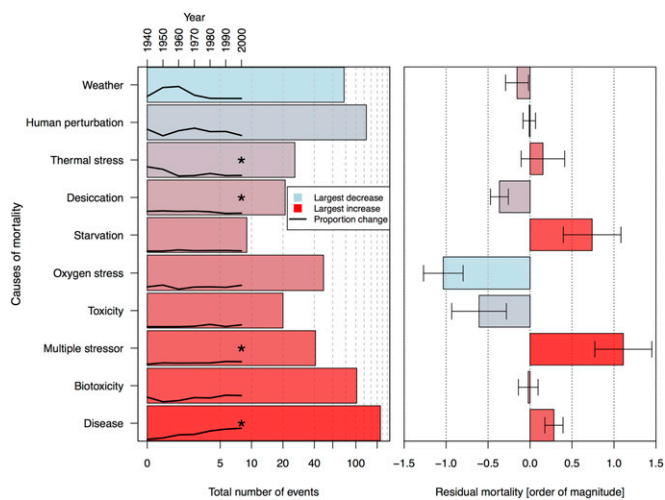 Year
1940 1950 1960 1970 1980 1990 2000
Causes of mortality
Weather
Human perturbation
Thermal stress *
Desiccation *
Starvation
Oxygen stress
Toxicity
Multiple stressor *
Biotoxicity
Disease *
Largest decrease
Largest increase
Proportion change
0 5 10 20 40 100
Total number of events
−1.5 −1.0 −0.5 0.0 0.5 1.0 1.5
Residual mortality [order of magnitude]